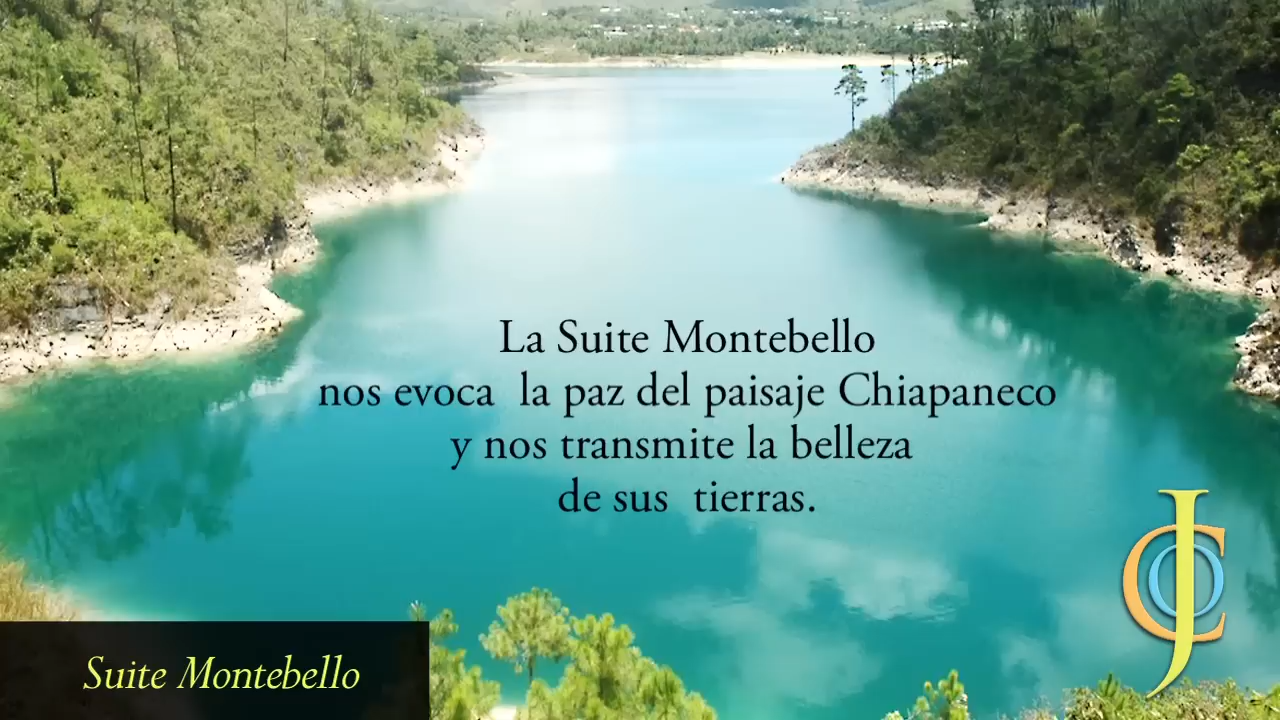 La Suite Montebello
nos evoca la paz del paisaje Chiapaneco
y nos transmite la belleza
de sus tierras.
JCO
Suite Montebello